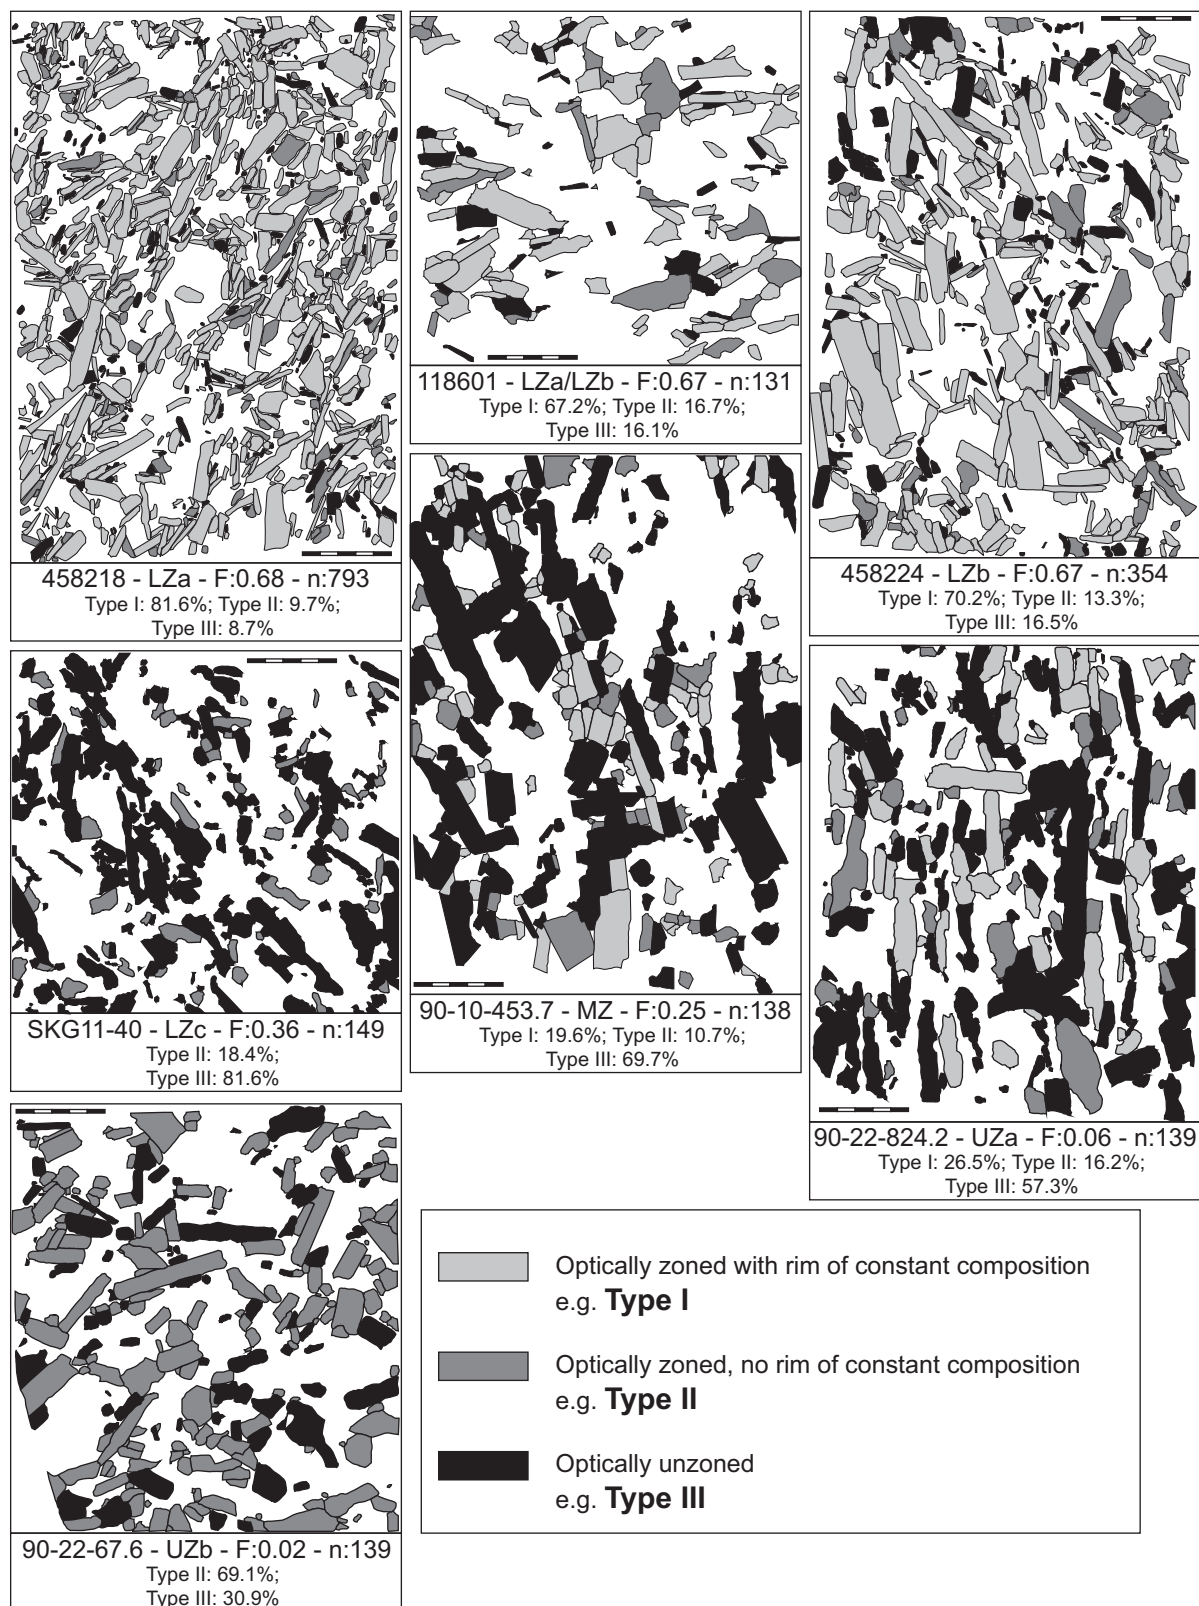 458218 - LZa - F:0.68 - n:793
Type I: 81.6%; Type II: 9.7%;
Type III: 8.7%
118601 - LZa/LZb - F:0.67 - n:131
Type I: 67.2%; Type II: 16.7%;
Type III: 16.1%
458224 - LZb - F:0.67 - n:354
Type I: 70.2%; Type II: 13.3%;
Type III: 16.5%
SKG11-40 - LZc - F:0.36 - n:149
Type II: 18.4%;
Type III: 81.6%
90-10-453.7 - MZ - F:0.25 - n:138
Type I: 19.6%; Type II: 10.7%;
Type III: 69.7%
90-22-824.2 - UZa - F:0.06 - n:139
Type I: 26.5%; Type II: 16.2%;
Type III: 57.3%
90-22-67.6 - UZb - F:0.02 - n:139
Type II: 69.1%;
Type III: 30.9%
Optically zoned with rim of constant composition
e.g. Type I
Optically zoned, no rim of constant composition
e.g. Type II
Optically unzoned
e.g. Type III